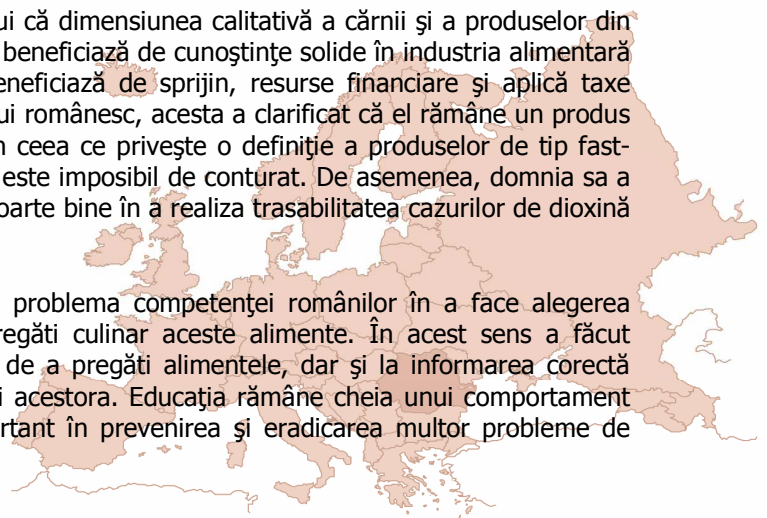 ui că dimensiunea calitativă a cărnii şi a produselor din
beneficiază de cunoştinţe solide în industria alimentară
eneficiază de sprijin, resurse financiare şi aplică taxe
ui românesc, acesta a clarificat că el rămâne un produs
n ceea ce priveşte o definiţie a produselor de tip fast-
este imposibil de conturat. De asemenea, domnia sa a
oarte bine în a realiza trasabilitatea cazurilor de dioxină
problema competenţei românilor în a face alegerea
regăti culinar aceste alimente. În acest sens a făcut
de a pregăti alimentele, dar şi la informarea corectă
i acestora. Educaţia rămâne cheia unui comportament
rtant în prevenirea şi eradicarea multor probleme de